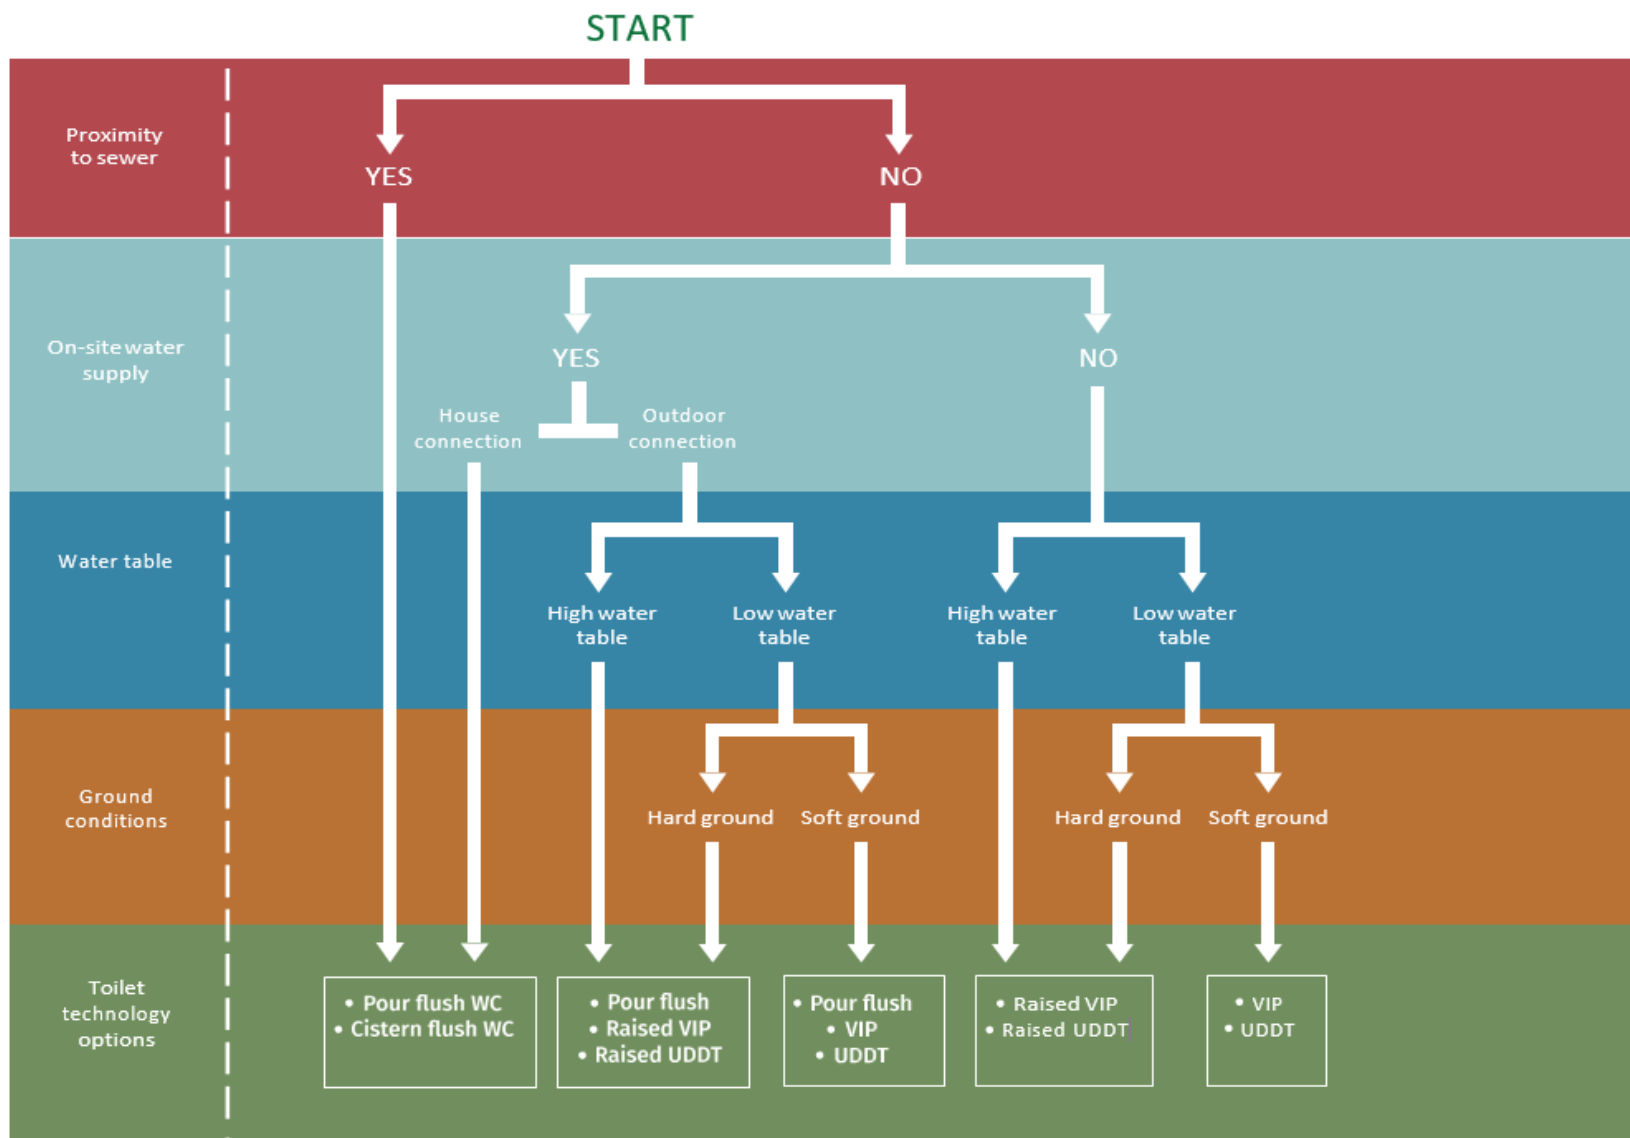 START
Proximity
to sewer
YES
NO
On-site water
supply
YES
NO
House
connection
Outdoor
connection
Water table
High water
table
Low water
table
High water
table
Low water
table
Ground
conditions
Hard ground
Soft ground
Hard ground
Soft ground
Toilet
technology
options
• Pour flush WC
• Cistern flush WC
• Pour flush
• Raised VIP
• Raised UDDT
• Pour flush
• VIP
• UDDT
• Raised VIP
• Raised UDDT
• VIP
• UDDT